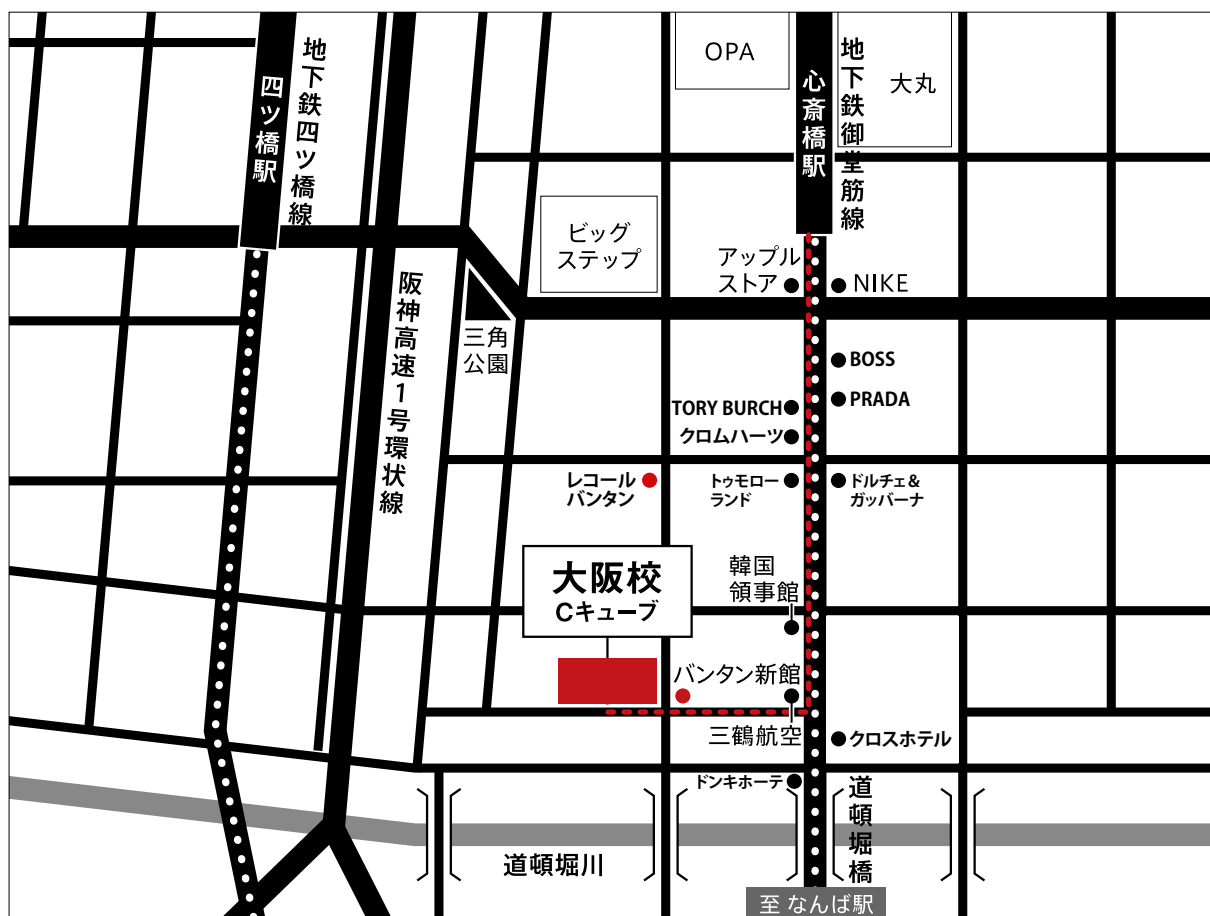 OPA
地下鉄御堂筋線
大丸
心斎橋駅
地下鉄四ツ橋線
四ツ橋駅
ビッグ
ステップ
アップル
ストア
NIKE
阪神高速1号環状線
三角
公園
BOSS
PRADA
TORY BURCH
クロムハーツ
レコール
バンタン
トゥモロー
ランド
ドルチェ&
ガッバーナ
大阪校
Cキューブ
韓国
領事館
バンタン新館
三鶴航空
クロスホテル
ドンキホーテ
道頓堀橋
道頓堀川
至 なんば駅